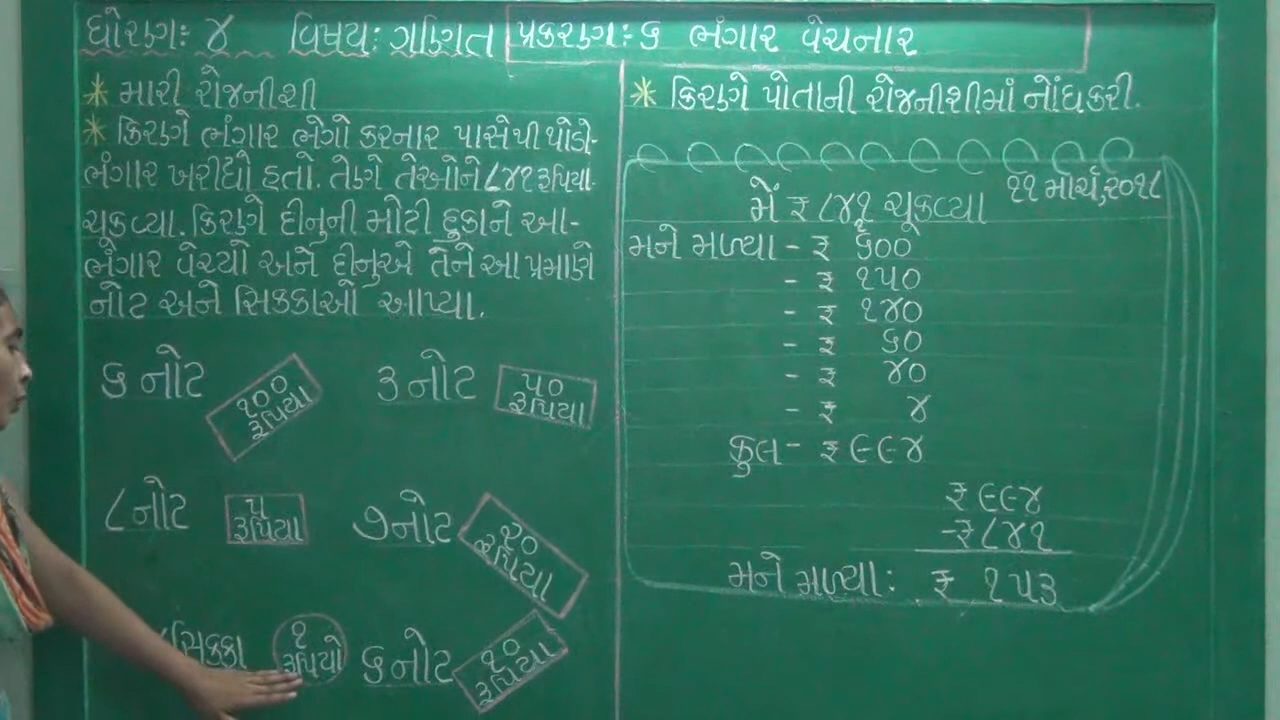 ધોરણઃ ૪ વિષયઃ ગણિત પ્રકરણઃ ૬ ભંગાર વેચનાર
* મારી રોજનીશી
* કિરણે ભંગાર ભેગો કરનાર પાસેથી થોડો-
ભંગાર ખરીદ્યો હતો. તેણે તેઓને ૮૪૧ રૂપિયા
ચૂકવ્યા. કિરણે દીનુની મોટી દુકાને આ-
ભંગાર વેચ્યો અને દીનુએ તેને આ પ્રમાણે
નોટ અને સિક્કાઓ આપ્યા.
૬ નોટ ૧૦૦ રૂપિયા ૩ નોટ ૫૦ રૂપિયા
૮ નોટ ૫ રૂપિયા ૭ નોટ ૨૦ રૂપિયા
સિક્કા ૧ રૂપિયો ૬ નોટ ૧૦ રૂપિયા
* કિરણે પોતાની રોજનીશીમાં નોંધ કરી.
૧૧ માર્ચ, ૨૦૧૮
મેં ₹ ૮૪૧ ચૂકવ્યા
મને મળ્યા - ₹ ૬૦૦
- ₹ ૧૫૦
- ₹ ૧૪૦
- ₹ ૬૦
- ₹ ૪૦
- ₹ ૪
કુલ - ₹ ૯૯૪
₹ ૯૯૪
-₹ ૮૪૧
મને મળ્યા : ₹ ૧૫૩